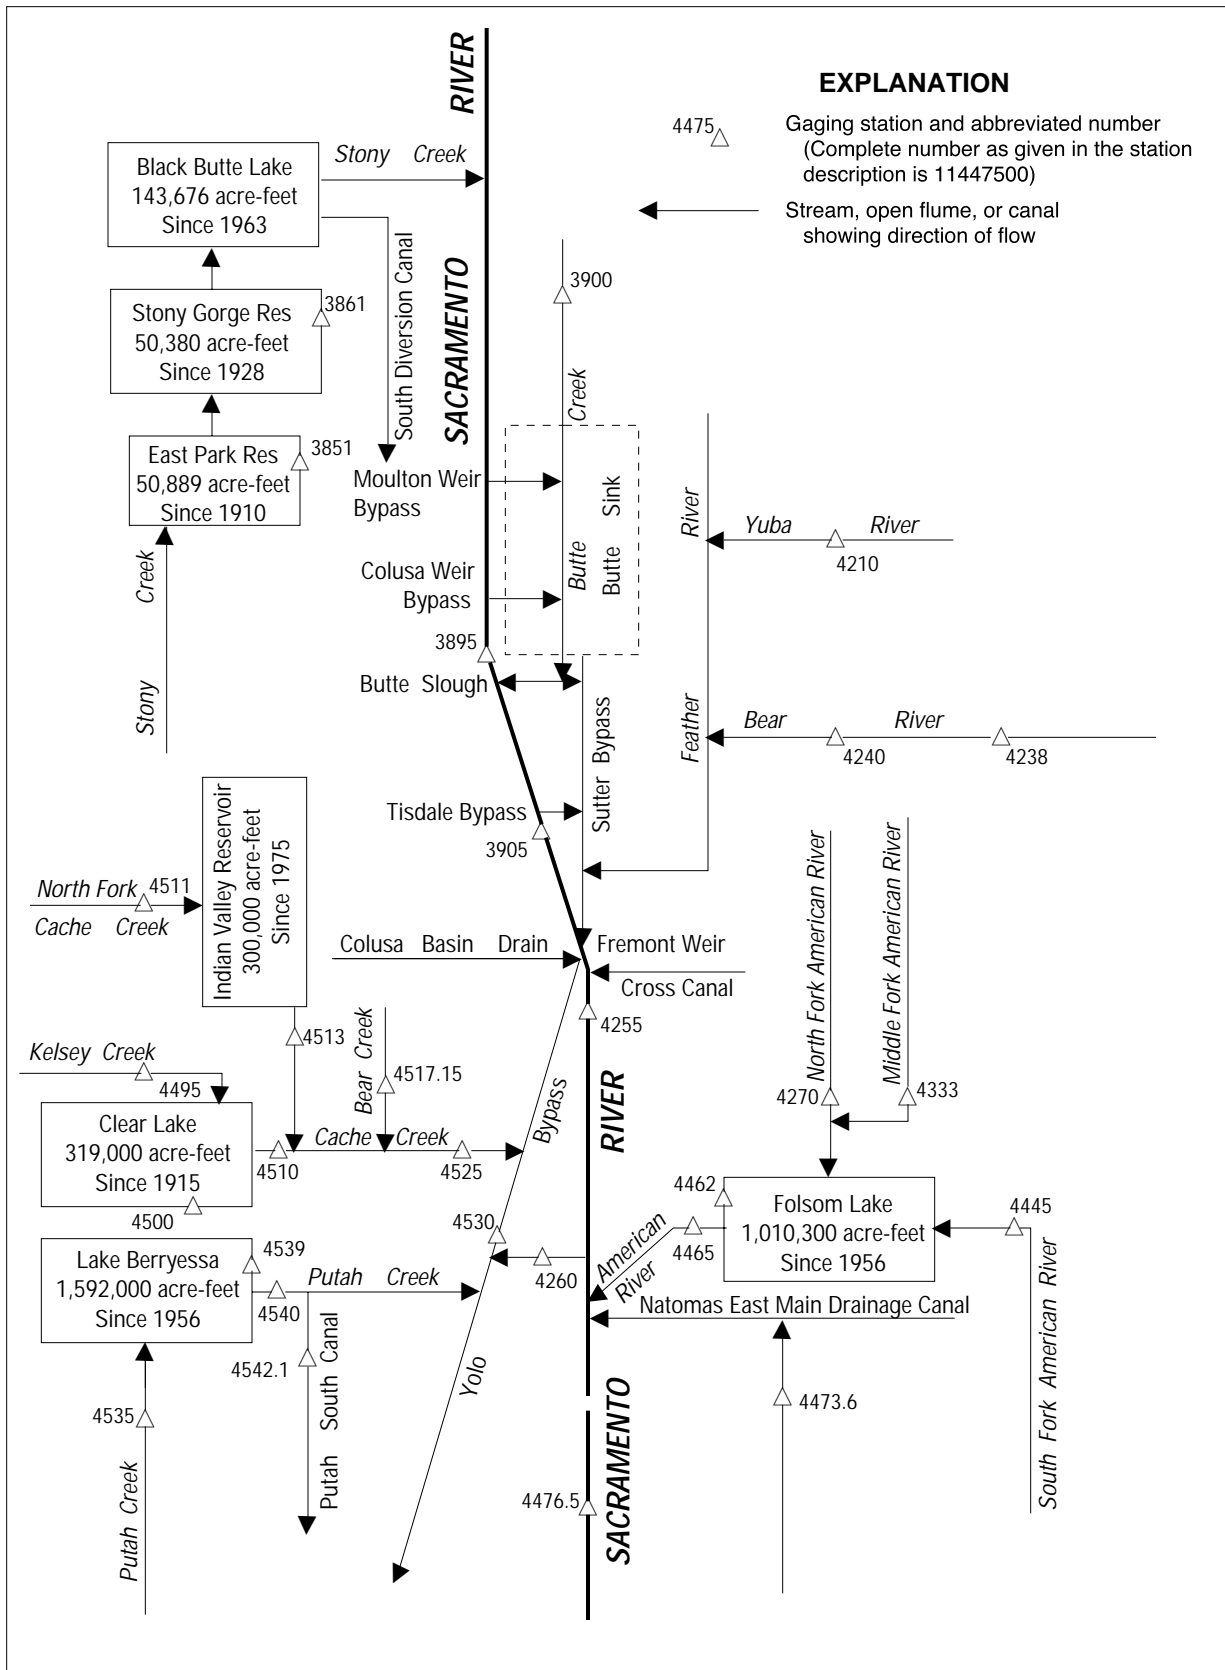 EXPLANATION
4475
Gaging station and abbreviated number
(Complete number as given in the station
description is 11447500)
Stream, open flume, or canal
showing direction of flow
RIVER
SACRAMENTO
Black Butte Lake
143,676 acre-feet
Since 1963
Stony Creek
South Diversion Canal
Stony Gorge Res
50,380 acre-feet
Since 1928
3861
East Park Res
50,889 acre-feet
Since 1910
3851
Stony Creek
3900
Butte Creek
Butte Sink
Moulton Weir
Bypass
Colusa Weir
Bypass
3895
Butte Slough
Sutter Bypass
Feather River
Yuba River
4210
Bear River
4240
4238
Tisdale Bypass
3905
Indian Valley Reservoir
300,000 acre-feet
Since 1975
North Fork
Cache Creek
4511
4513
Colusa Basin Drain
Fremont Weir
Cross Canal
4255
Kelsey Creek
4495
Clear Lake
319,000 acre-feet
Since 1915
4500
4510
Cache Creek
Bear Creek
4517.15
4525
Yolo Bypass
4530
RIVER
4260
Lake Berryessa
1,592,000 acre-feet
Since 1956
4539
4540
Putah Creek
4542.1
Putah South Canal
4535
Putah Creek
North Fork American River
Middle Fork American River
4270
4333
Folsom Lake
1,010,300 acre-feet
Since 1956
4462
4465
4445
American
River
South Fork American River
Natomas East Main Drainage Canal
4473.6
4476.5
SACRAMENTO